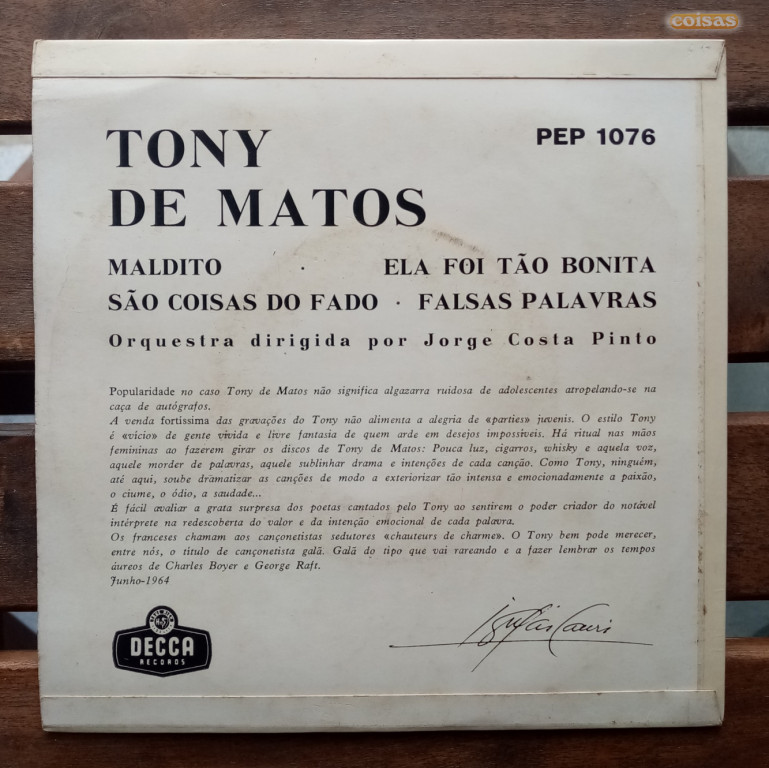 coisas
TONY
DE MATOS
PEP 1076
MALDITO · ELA FOI TÃO BONITA
SÃO COISAS DO FADO · FALSAS PALAVRAS
Orquestra dirigida por Jorge Costa Pinto
Popularidade no caso Tony de Matos não significa algazarra ruidosa de adolescentes atropelando-se na
caça de autógrafos.
A venda fortíssima das gravações do Tony não alimenta a alegria de «parties» juvenis. O estilo Tony
é «vício» de gente vivida e livre fantasia de quem arde em desejos impossíveis. Há ritual nas mãos
femininas ao fazerem girar os discos de Tony de Matos: Pouca luz, cigarros, whisky e aquela voz,
aquele morder de palavras, aquele sublinhar drama e intenções de cada canção. Como Tony, ninguém,
até aqui, soube dramatizar as canções de modo a exteriorizar tão intensa e emocionadamente a paixão,
o ciume, o ódio, a saudade...
É fácil avaliar a grata surpresa dos poetas cantados pelo Tony ao sentirem o poder criador do notável
intérprete na redescoberta do valor e da intenção emocional de cada palavra.
Os franceses chamam aos cançonetistas sedutores «chauteurs de charme». O Tony bem pode merecer,
entre nós, o título de cançonetista galã. Galã do tipo que vai rareando e a fazer lembrar os tempos
áureos de Charles Boyer e George Raft.
Junho-1964
DECCA
RECORDS